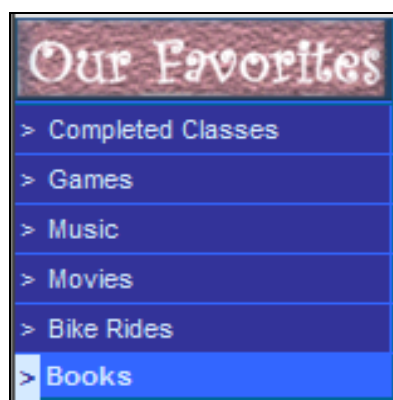 Our Favorites
> Completed Classes
> Games
> Music
> Movies
> Bike Rides
> Books